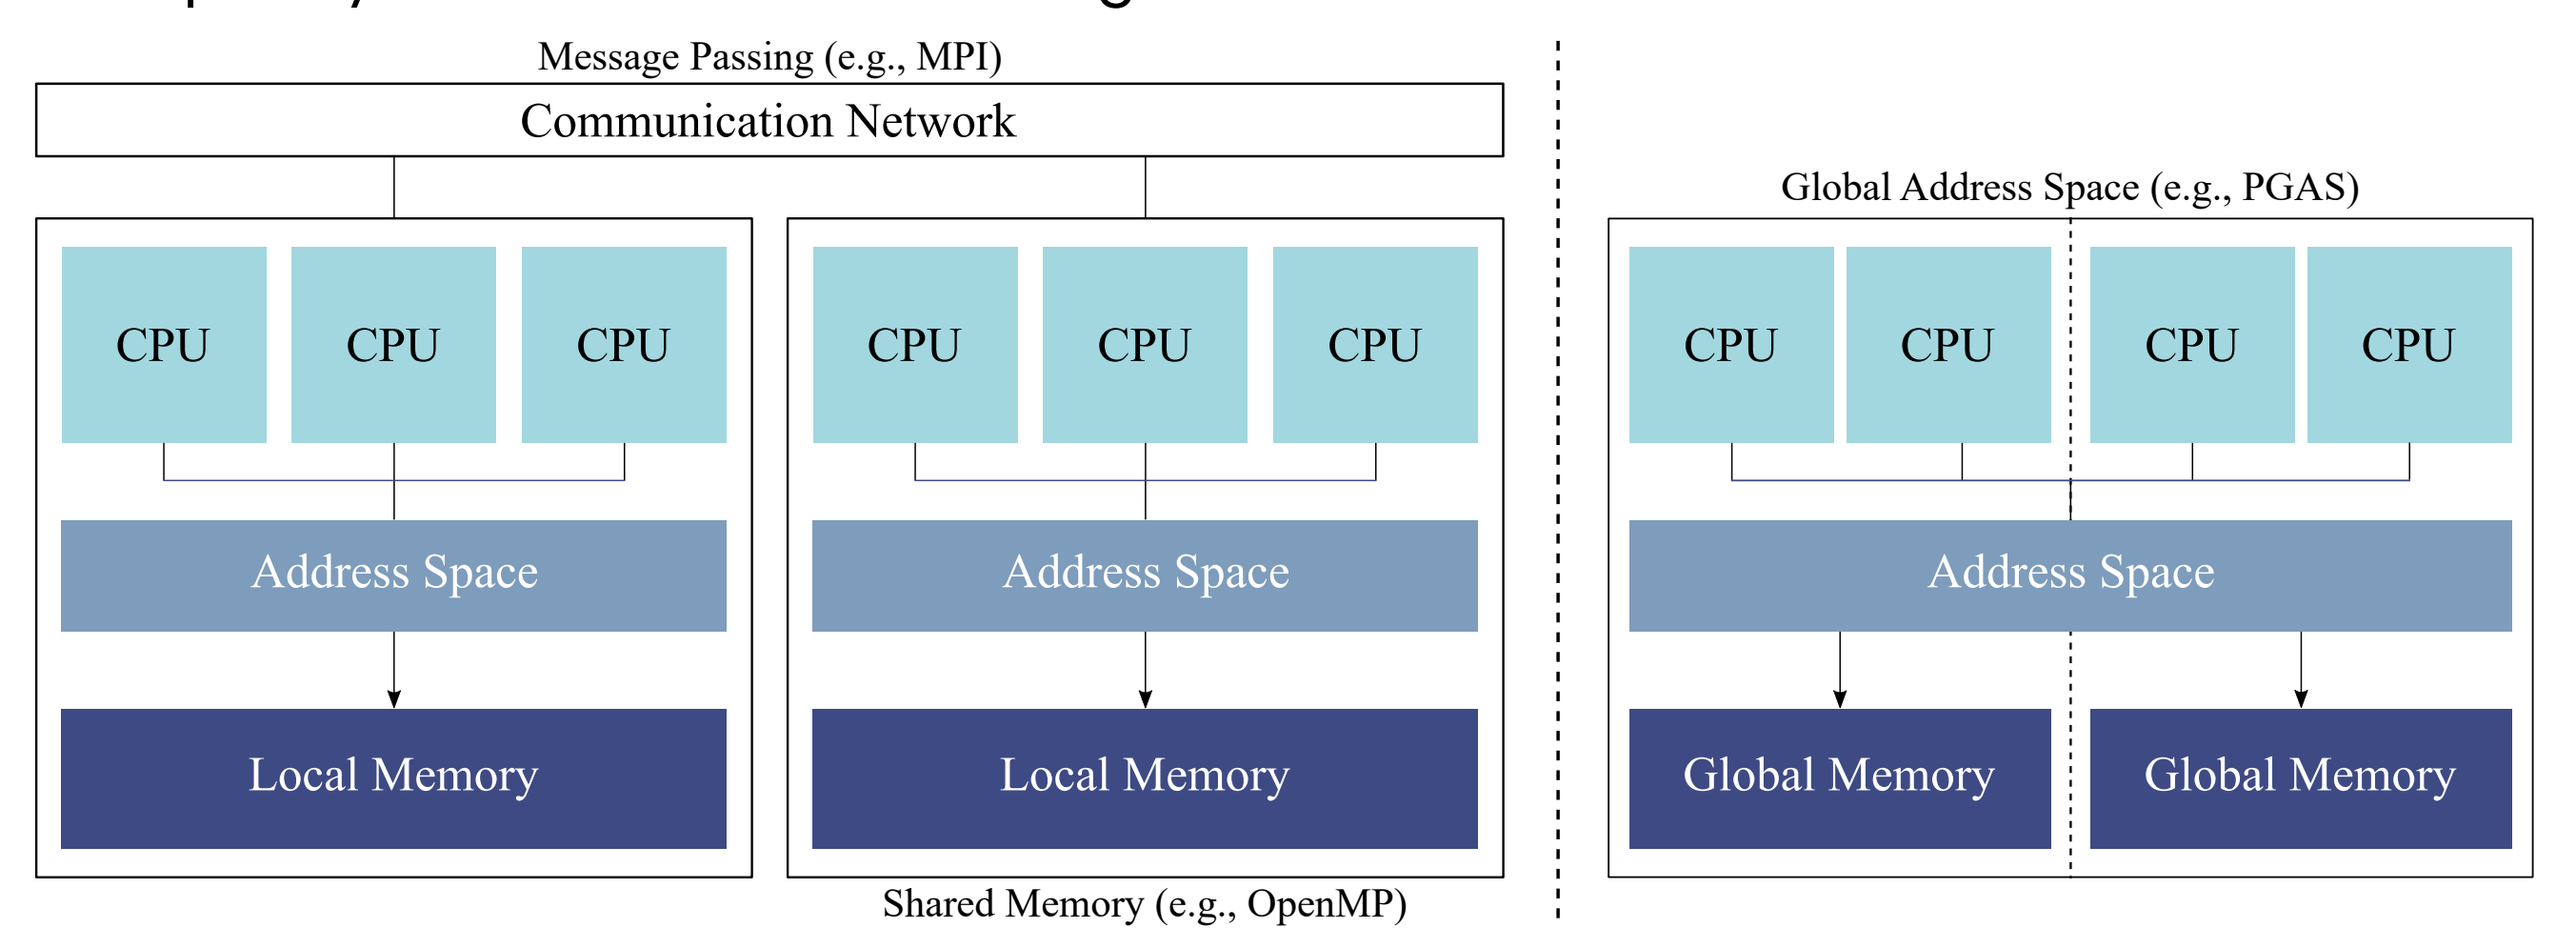 Message Passing (e.g., MPI)
Communication Network
CPU CPU CPU
Address Space
Local Memory
CPU CPU CPU
Address Space
Local Memory
Shared Memory (e.g., OpenMP)
Global Address Space (e.g., PGAS)
CPU CPU CPU CPU
Address Space
Global Memory Global Memory